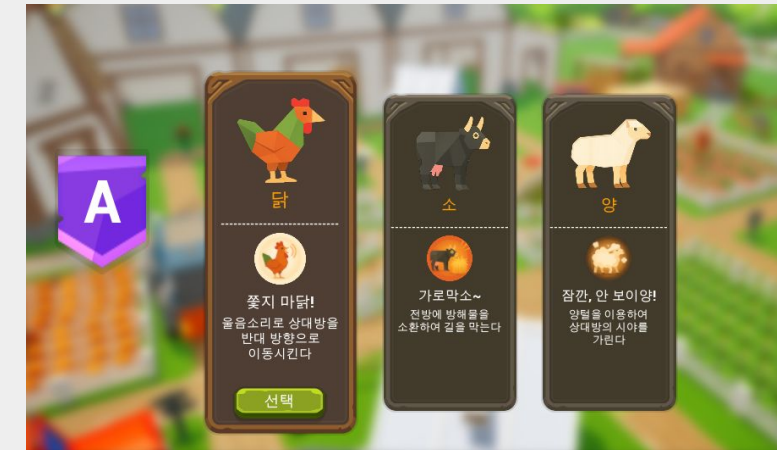 A
닭
쫓지 마닭!
울음소리로 상대방을
반대 방향으로
이동시킨다
선택
소
가로막소~
전방에 방해물을
소환하여 길을 막는다
양
잠깐, 안 보이양!
양털을 이용하여
상대방의 시야를
가린다